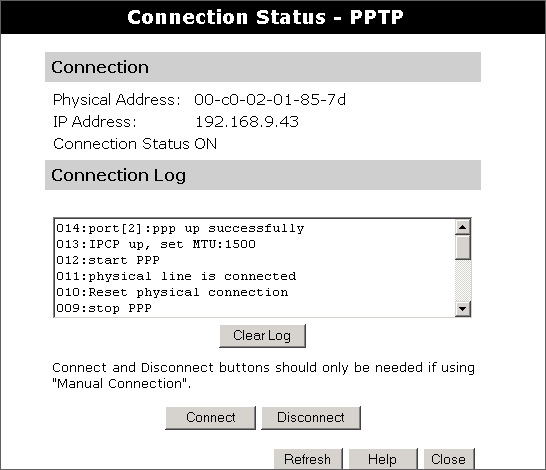 Connection Status - PPTP
Connection
Physical Address: 00-c0-02-01-85-7d
IP Address: 192.168.9.43
Connection Status ON
Connection Log
014:port[2]:ppp up successfully
013:IPCP up, set MTU:1500
012:start PPP
011:physical line is connected
010:Reset physical connection
009:stop PPP
Clear Log
Connect and Disconnect buttons should only be needed if using
"Manual Connection".
Connect Disconnect
Refresh Help Close